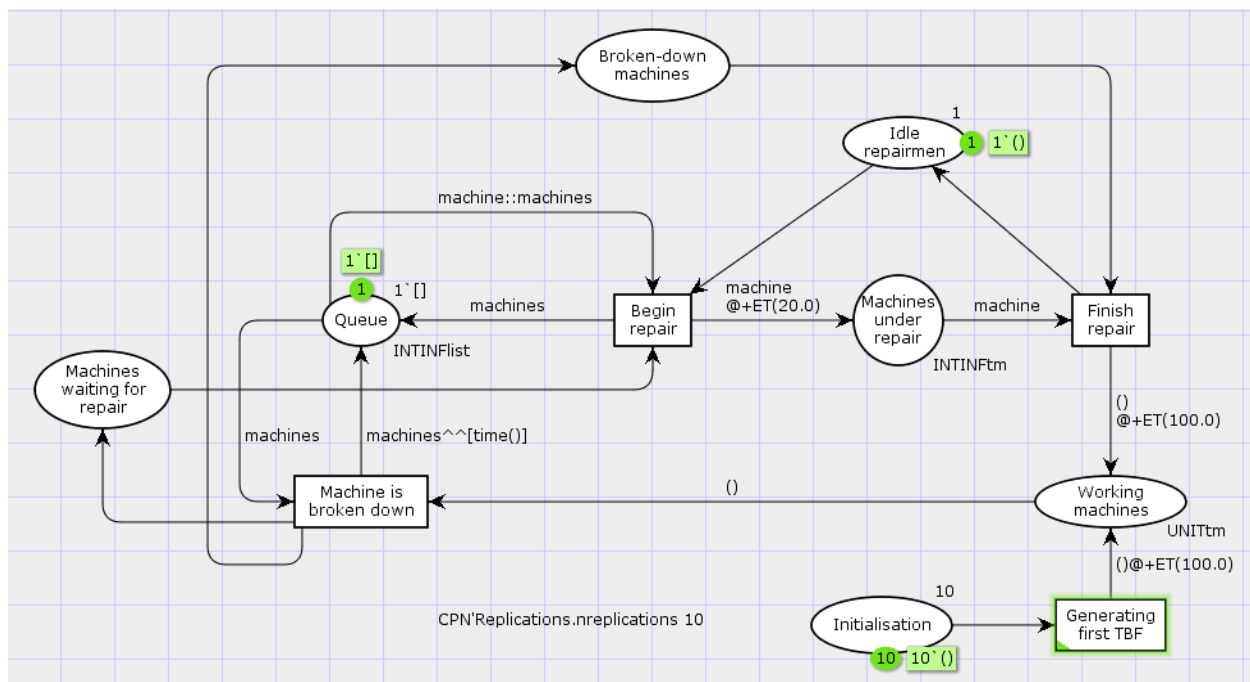 Broken-down
machines
1
Idle
repairmen
1
1`()
machine::machines
1`[]
1
1`[]
Queue
INTINFlist
machines
Begin
repair
machine
@+ET(20.0)
Machines
under
repair
INTINFtm
machine
Finish
repair
Machines
waiting for
repair
machines
machines^^[time()]
()
@+ET(100.0)
Machine is
broken down
()
Working
machines
UNITtm
()@+ET(100.0)
CPN'Replications.nreplications 10
10
Initialisation
10
10`()
Generating
first TBF